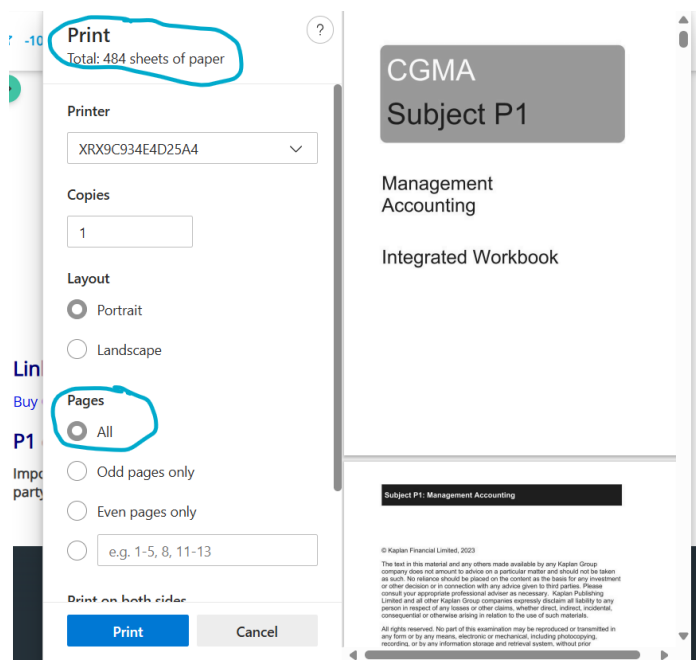 -10
Print
Total: 484 sheets of paper
?
Printer
XRX9C934E4D25A4
Copies
1
Layout
Portrait
Landscape
Pages
All
Odd pages only
Even pages only
e.g. 1-5, 8, 11-13
Print on both sides
Print
Cancel
Lin
Buy
P1
Impo
party
CGMA
Subject P1
Management
Accounting
Integrated Workbook
Subject P1: Management Accounting
© Kaplan Financial Limited, 2023
The text in this material and any others made available by any Kaplan Group
company does not amount to advice on a particular matter and should not be taken
as such. No reliance should be placed on the content as the basis for any investment
or other decision or in connection with any advice given to third parties. Please
consult your appropriate professional adviser as necessary. Kaplan Publishing
Limited and all other Kaplan Group companies expressly disclaim all liability to any
person in respect of any losses or other claims, whether direct, indirect, incidental,
consequential or otherwise arising in relation to the use of such materials.
All rights reserved. No part of this examination may be reproduced or transmitted in
any form or by any means, electronic or mechanical, including photocopying,
recording, or by any information storage and retrieval system, without prior